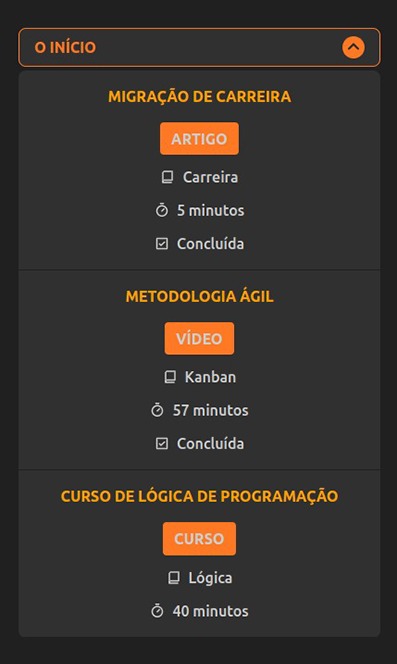 O INÍCIO
MIGRAÇÃO DE CARREIRA
ARTIGO
Carreira
5 minutos
Concluída
METODOLOGIA ÁGIL
VÍDEO
Kanban
57 minutos
Concluída
CURSO DE LÓGICA DE PROGRAMAÇÃO
CURSO
Lógica
40 minutos